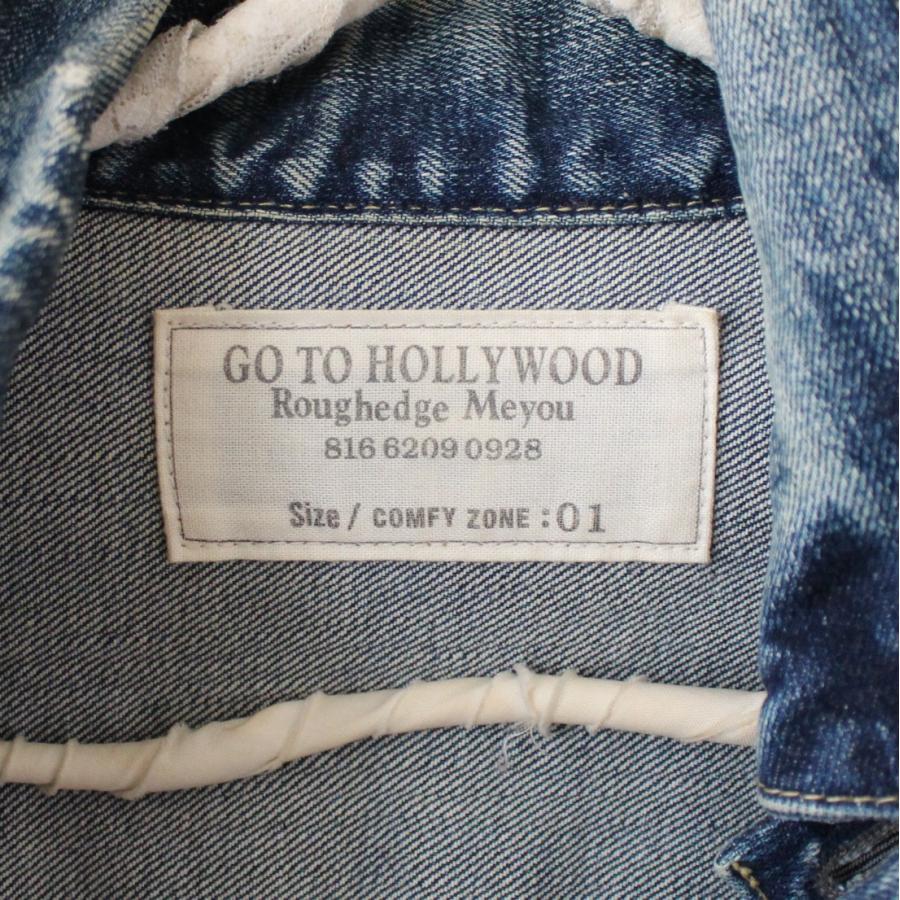 GO TO HOLLYWOOD
Roughedge Meyou
816 6209 0928
Size / COMFY ZONE : 01